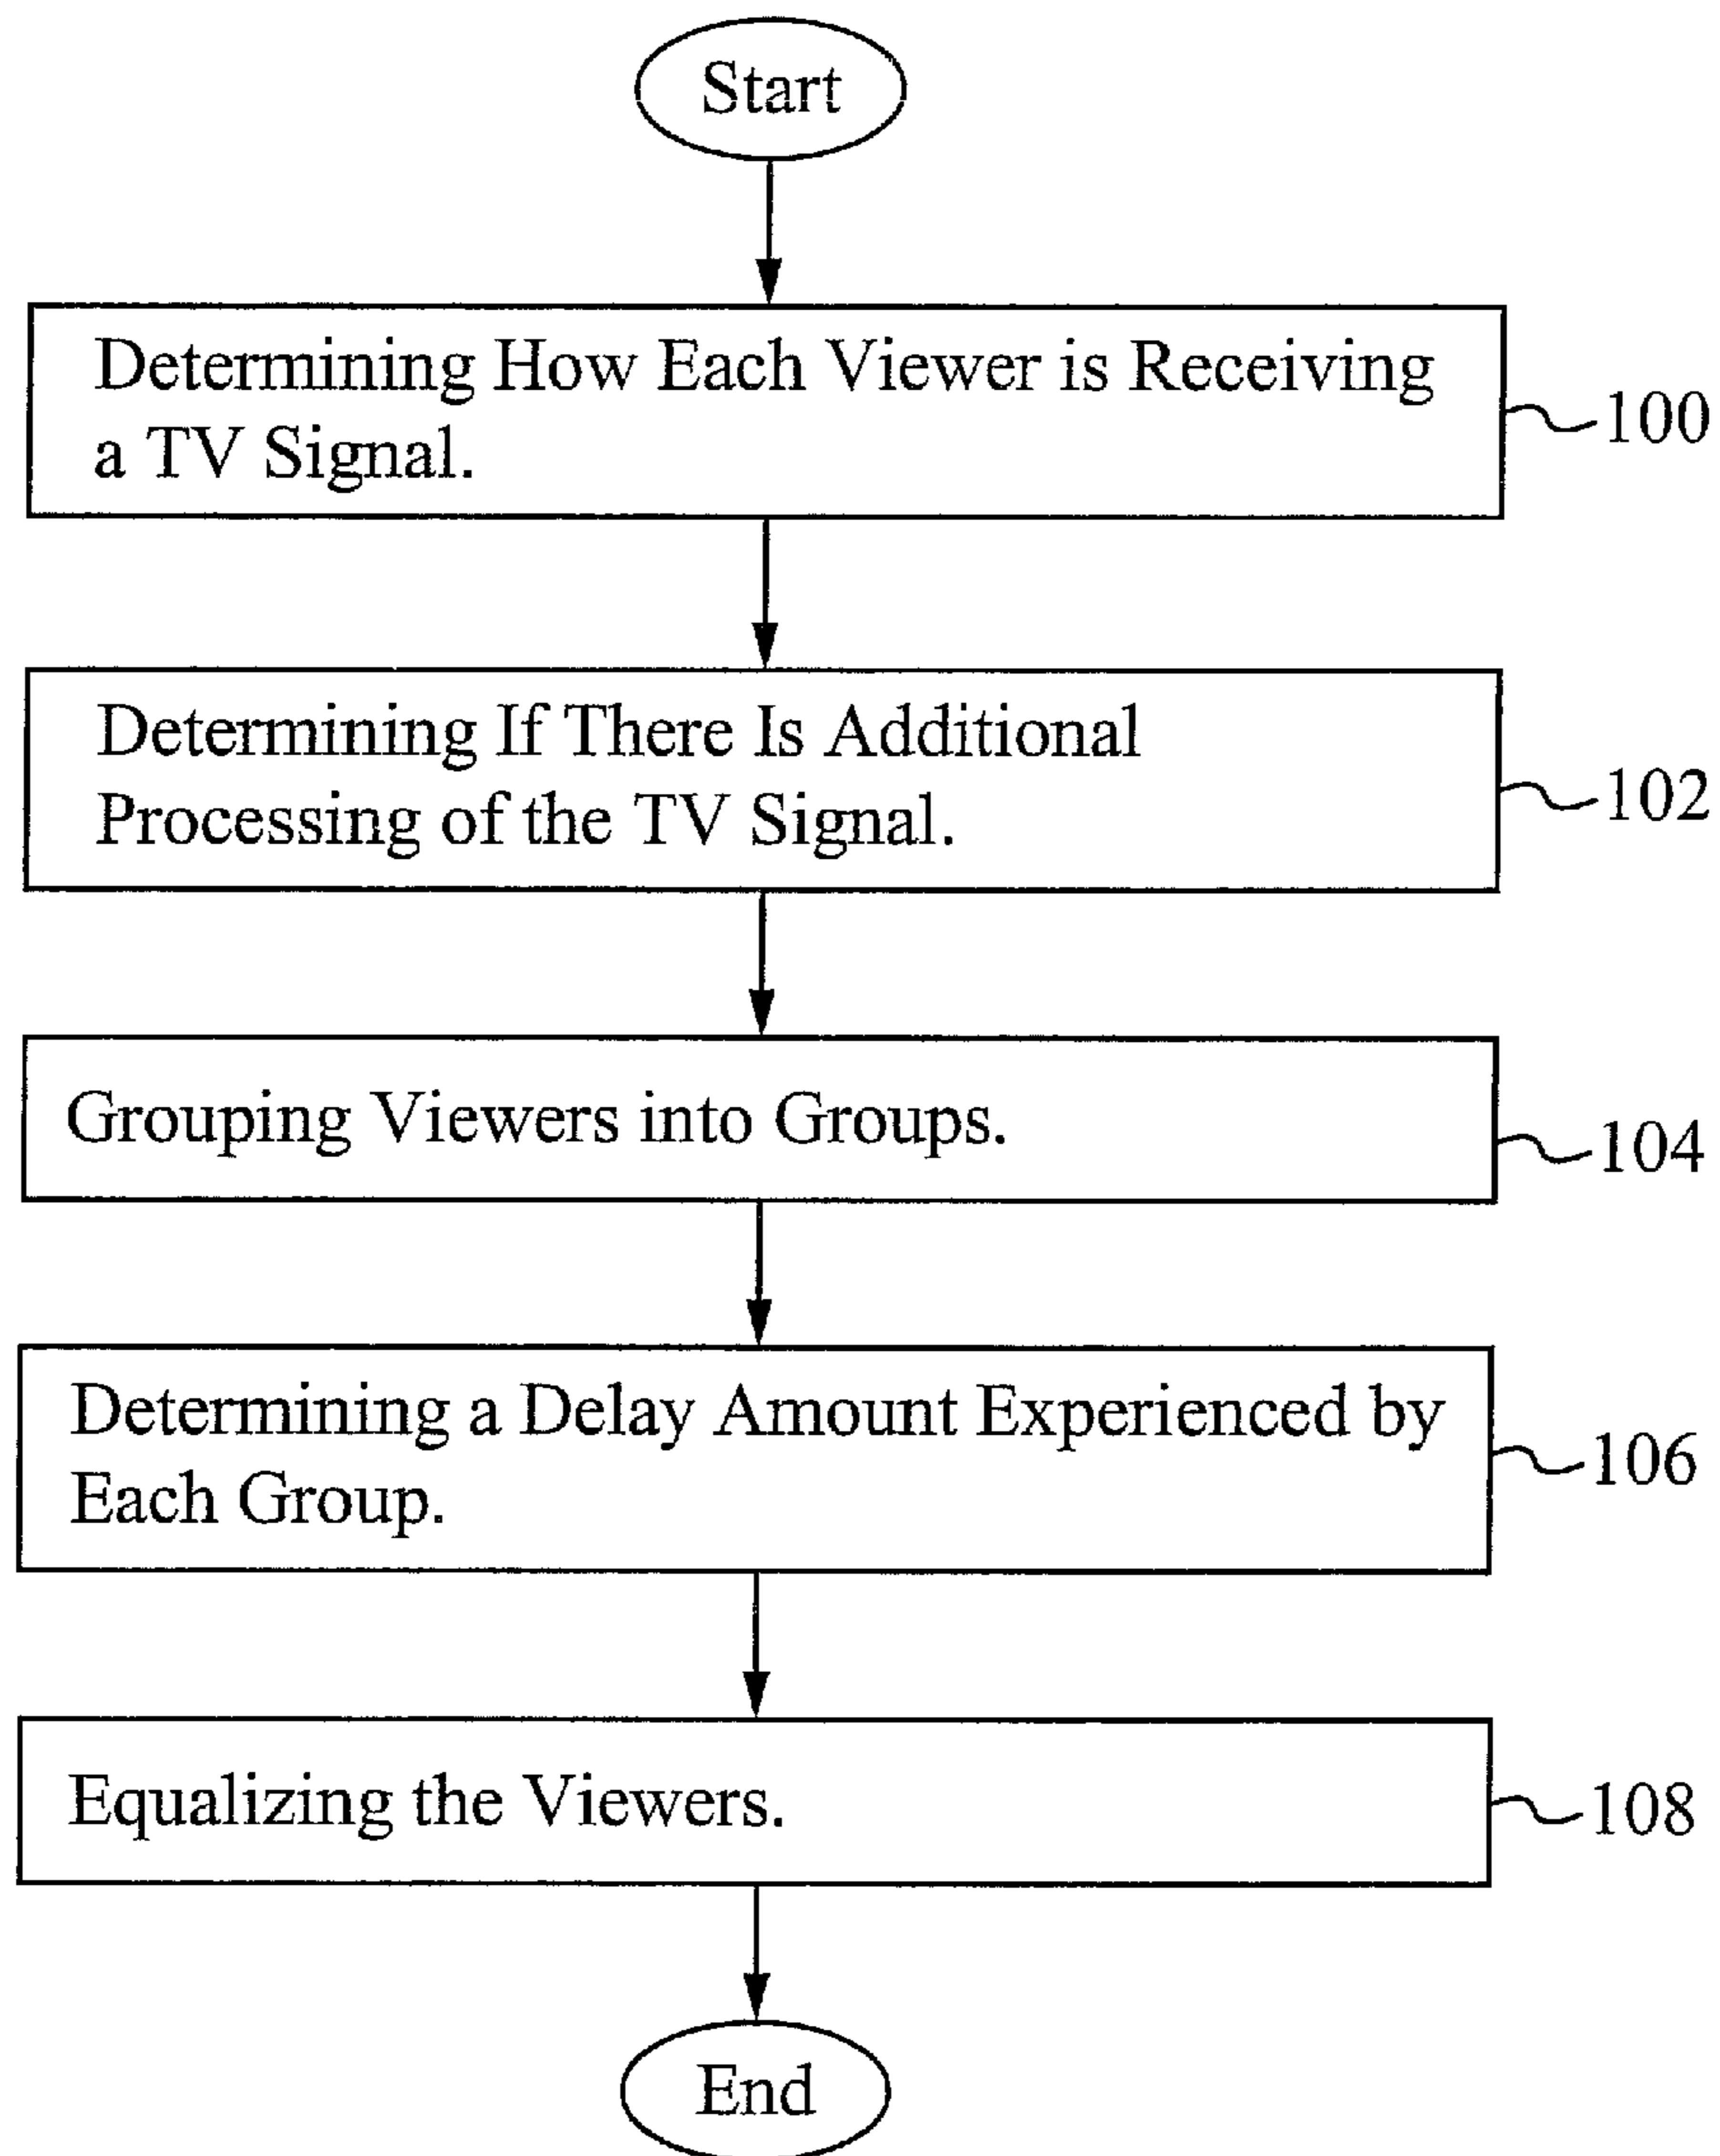 Start
Determining How Each Viewer is Receiving
a TV Signal.
100
Determining If There Is Additional
Processing of the TV Signal.
102
Grouping Viewers into Groups.
104
Determining a Delay Amount Experienced by
Each Group.
106
Equalizing the Viewers.
108
End